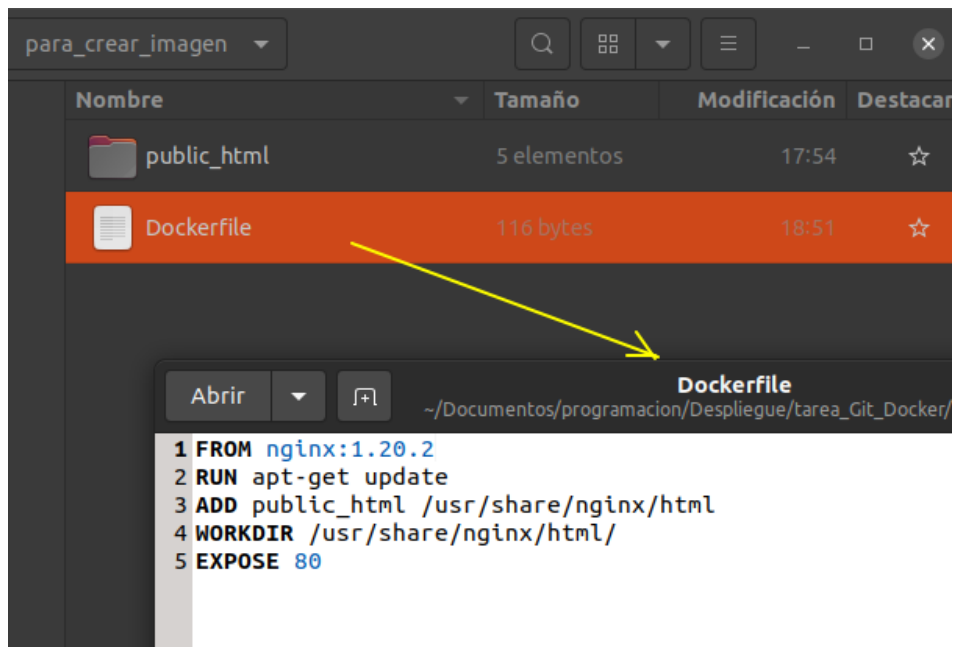 para_crear_imagen
Nombre Tamaño Modificación Destacar
public_html 5 elementos 17:54
Dockerfile 116 bytes 18:51
Abrir
Dockerfile
~/Documentos/programacion/Despliegue/tarea_Git_Docker/
1 FROM nginx:1.20.2
2 RUN apt-get update
3 ADD public_html /usr/share/nginx/html
4 WORKDIR /usr/share/nginx/html/
5 EXPOSE 80